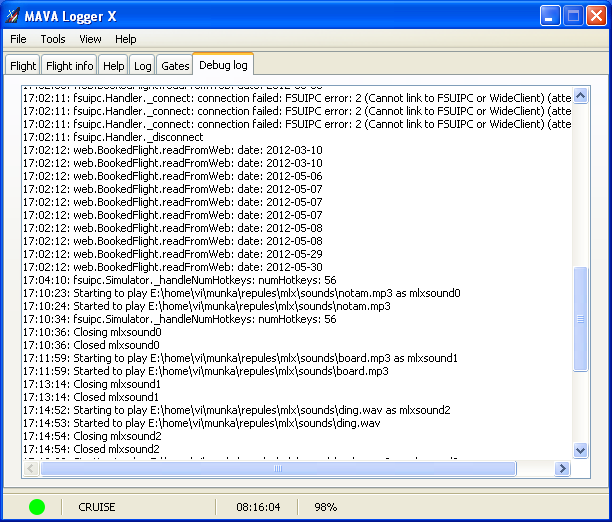 MAVA Logger X
File Tools View Help
Flight Flight info Help Log Gates Debug log
17:02:11: fsuipc.Handler._connect: connection failed: FSUIPC error: 2 (Cannot link to FSUIPC or WideClient) (atte
17:02:11: fsuipc.Handler._connect: connection failed: FSUIPC error: 2 (Cannot link to FSUIPC or WideClient) (atte
17:02:11: fsuipc.Handler._connect: connection failed: FSUIPC error: 2 (Cannot link to FSUIPC or WideClient) (atte
17:02:11: fsuipc.Handler._disconnect
17:02:12: web.BookedFlight.readFromWeb: date: 2012-03-10
17:02:12: web.BookedFlight.readFromWeb: date: 2012-03-10
17:02:12: web.BookedFlight.readFromWeb: date: 2012-05-06
17:02:12: web.BookedFlight.readFromWeb: date: 2012-05-07
17:02:12: web.BookedFlight.readFromWeb: date: 2012-05-07
17:02:12: web.BookedFlight.readFromWeb: date: 2012-05-07
17:02:12: web.BookedFlight.readFromWeb: date: 2012-05-08
17:02:12: web.BookedFlight.readFromWeb: date: 2012-05-08
17:02:12: web.BookedFlight.readFromWeb: date: 2012-05-29
17:02:12: web.BookedFlight.readFromWeb: date: 2012-05-30
17:04:10: fsuipc.Simulator._handleNumHotkeys: numHotkeys: 56
17:10:23: Starting to play E:\home\vi\munka\repules\mlx\sounds\notam.mp3 as mlxsound0
17:10:24: Started to play E:\home\vi\munka\repules\mlx\sounds\notam.mp3
17:10:34: fsuipc.Simulator._handleNumHotkeys: numHotkeys: 56
17:10:36: Closing mlxsound0
17:10:36: Closed mlxsound0
17:11:59: Starting to play E:\home\vi\munka\repules\mlx\sounds\board.mp3 as mlxsound1
17:11:59: Started to play E:\home\vi\munka\repules\mlx\sounds\board.mp3
17:13:14: Closing mlxsound1
17:13:14: Closed mlxsound1
17:14:52: Starting to play E:\home\vi\munka\repules\mlx\sounds\ding.wav as mlxsound2
17:14:53: Started to play E:\home\vi\munka\repules\mlx\sounds\ding.wav
17:14:54: Closing mlxsound2
17:14:54: Closed mlxsound2
CRUISE 08:16:04 98%